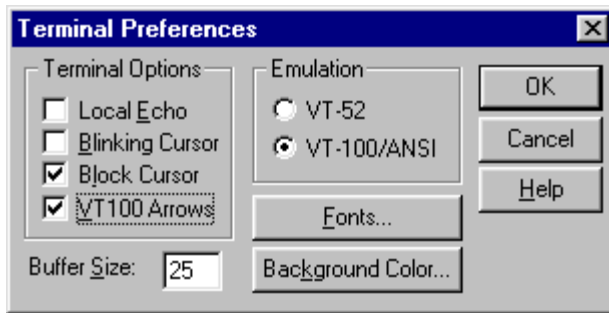 Terminal Preferences
Terminal Options
Local Echo
Blinking Cursor
Block Cursor
VT100 Arrows
Buffer Size: 25
Emulation
VT-52
VT-100/ANSI
Fonts...
Background Color...
OK
Cancel
Help